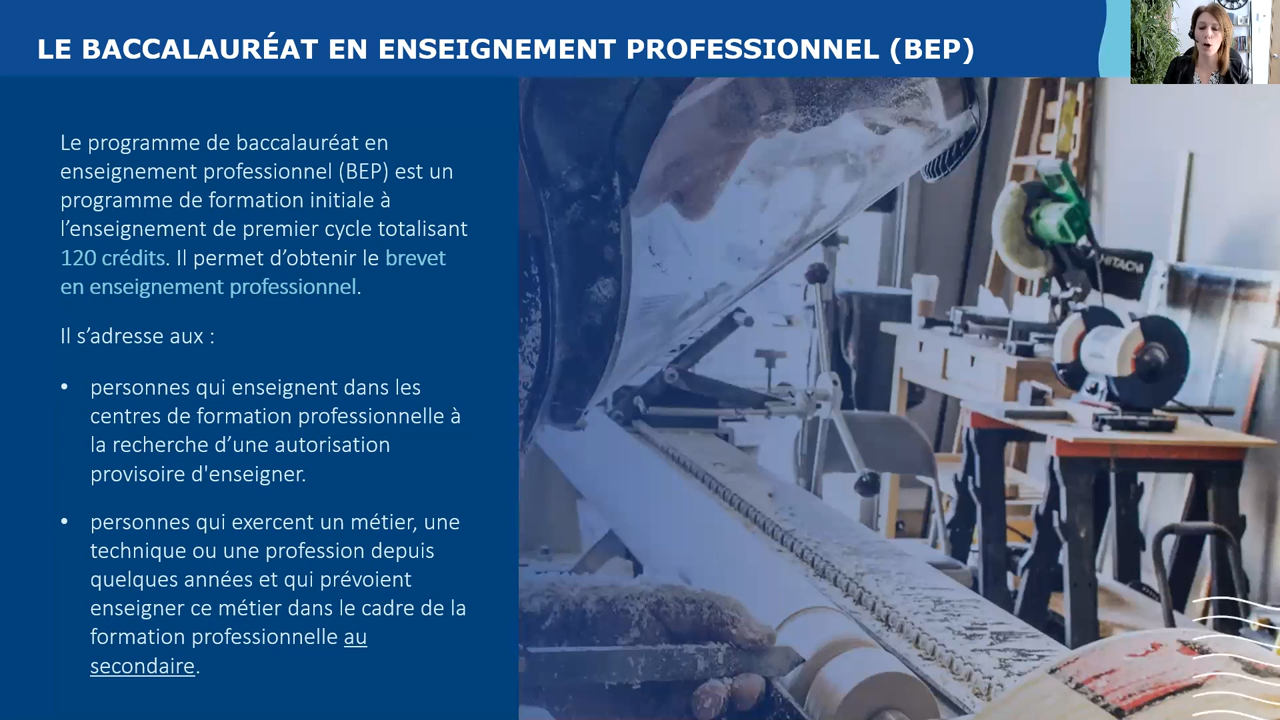 LE BACCALAURÉAT EN ENSEIGNEMENT PROFESSIONNEL (BEP)
Le programme de baccalauréat en
enseignement professionnel (BEP) est un
programme de formation initiale à
l’enseignement de premier cycle totalisant
120 crédits. Il permet d’obtenir le brevet
en enseignement professionnel.
Il s’adresse aux :
• personnes qui enseignent dans les
centres de formation professionnelle à
la recherche d’une autorisation
provisoire d'enseigner.
• personnes qui exercent un métier, une
technique ou une profession depuis
quelques années et qui prévoient
enseigner ce métier dans le cadre de la
formation professionnelle au
secondaire.
HITACHI